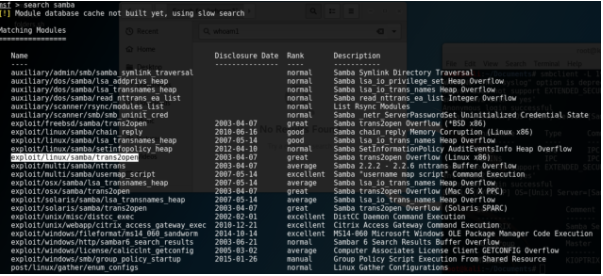 msf > search samba
[!] Module database cache not built yet, using slow search
Matching Modules
================
Name Disclosure Date Rank Description
---- --------------- ---- -----------
auxiliary/admin/smb/samba_symlink_traversal normal Samba Symlink Directory Traversal
auxiliary/dos/samba/lsa_addprivs_heap normal Samba lsa_io_privilege_set Heap Overflow
auxiliary/dos/samba/lsa_transnames_heap normal Samba lsa_io_trans_names Heap Overflow
auxiliary/dos/samba/read_nttrans_ea_list normal Samba read_nttrans_ea_list Integer Overflow
auxiliary/scanner/rsync/modules_list normal List Rsync Modules
auxiliary/scanner/smb/smb_uninit_cred normal Samba _netr_ServerPasswordSet Uninitialized Credential State
exploit/freebsd/samba/trans2open 2003-04-07 great Samba trans2open Overflow (*BSD x86)
exploit/linux/samba/chain_reply 2010-06-16 good Samba chain_reply Memory Corruption (Linux x86)
exploit/linux/samba/lsa_transnames_heap 2007-05-14 good Samba lsa_io_trans_names Heap Overflow
exploit/linux/samba/setinfopolicy_heap 2012-04-10 normal Samba SetInformationPolicy AuditEventsInfo Heap Overflow
exploit/linux/samba/trans2open 2003-04-07 great Samba trans2open Overflow (Linux x86)
exploit/multi/samba/nttrans 2003-04-07 average Samba 2.2.2 - 2.2.6 nttrans Buffer Overflow
exploit/multi/samba/usermap_script 2007-05-14 excellent Samba "username map script" Command Execution
exploit/osx/samba/lsa_transnames_heap 2007-05-14 average Samba lsa_io_trans_names Heap Overflow
exploit/osx/samba/trans2open 2003-04-07 great Samba trans2open Overflow (Mac OS X PPC)
exploit/solaris/samba/lsa_transnames_heap 2007-05-14 average Samba lsa_io_trans_names Heap Overflow
exploit/solaris/samba/trans2open 2003-04-07 great Samba trans2open Overflow (Solaris SPARC)
exploit/unix/misc/distcc_exec 2002-02-01 excellent DistCC Daemon Command Execution
exploit/unix/webapp/citrix_access_gateway_exec 2010-12-21 excellent Citrix Access Gateway Command Execution
exploit/windows/fileformat/ms14_060_sandworm 2014-10-14 excellent MS14-060 Microsoft Windows OLE Package Manager Code Execution
exploit/windows/http/sambar6_search_results 2003-06-21 normal Sambar 6 Search Results Buffer Overflow
exploit/windows/license/calicclnt_getconfig 2005-03-02 average Computer Associates License Client GETCONFIG Overflow
exploit/windows/smb/group_policy_startup 2015-01-26 manual Group Policy Script Execution From Shared Resource
post/linux/gather/enum_configs normal Linux Gather Configurations